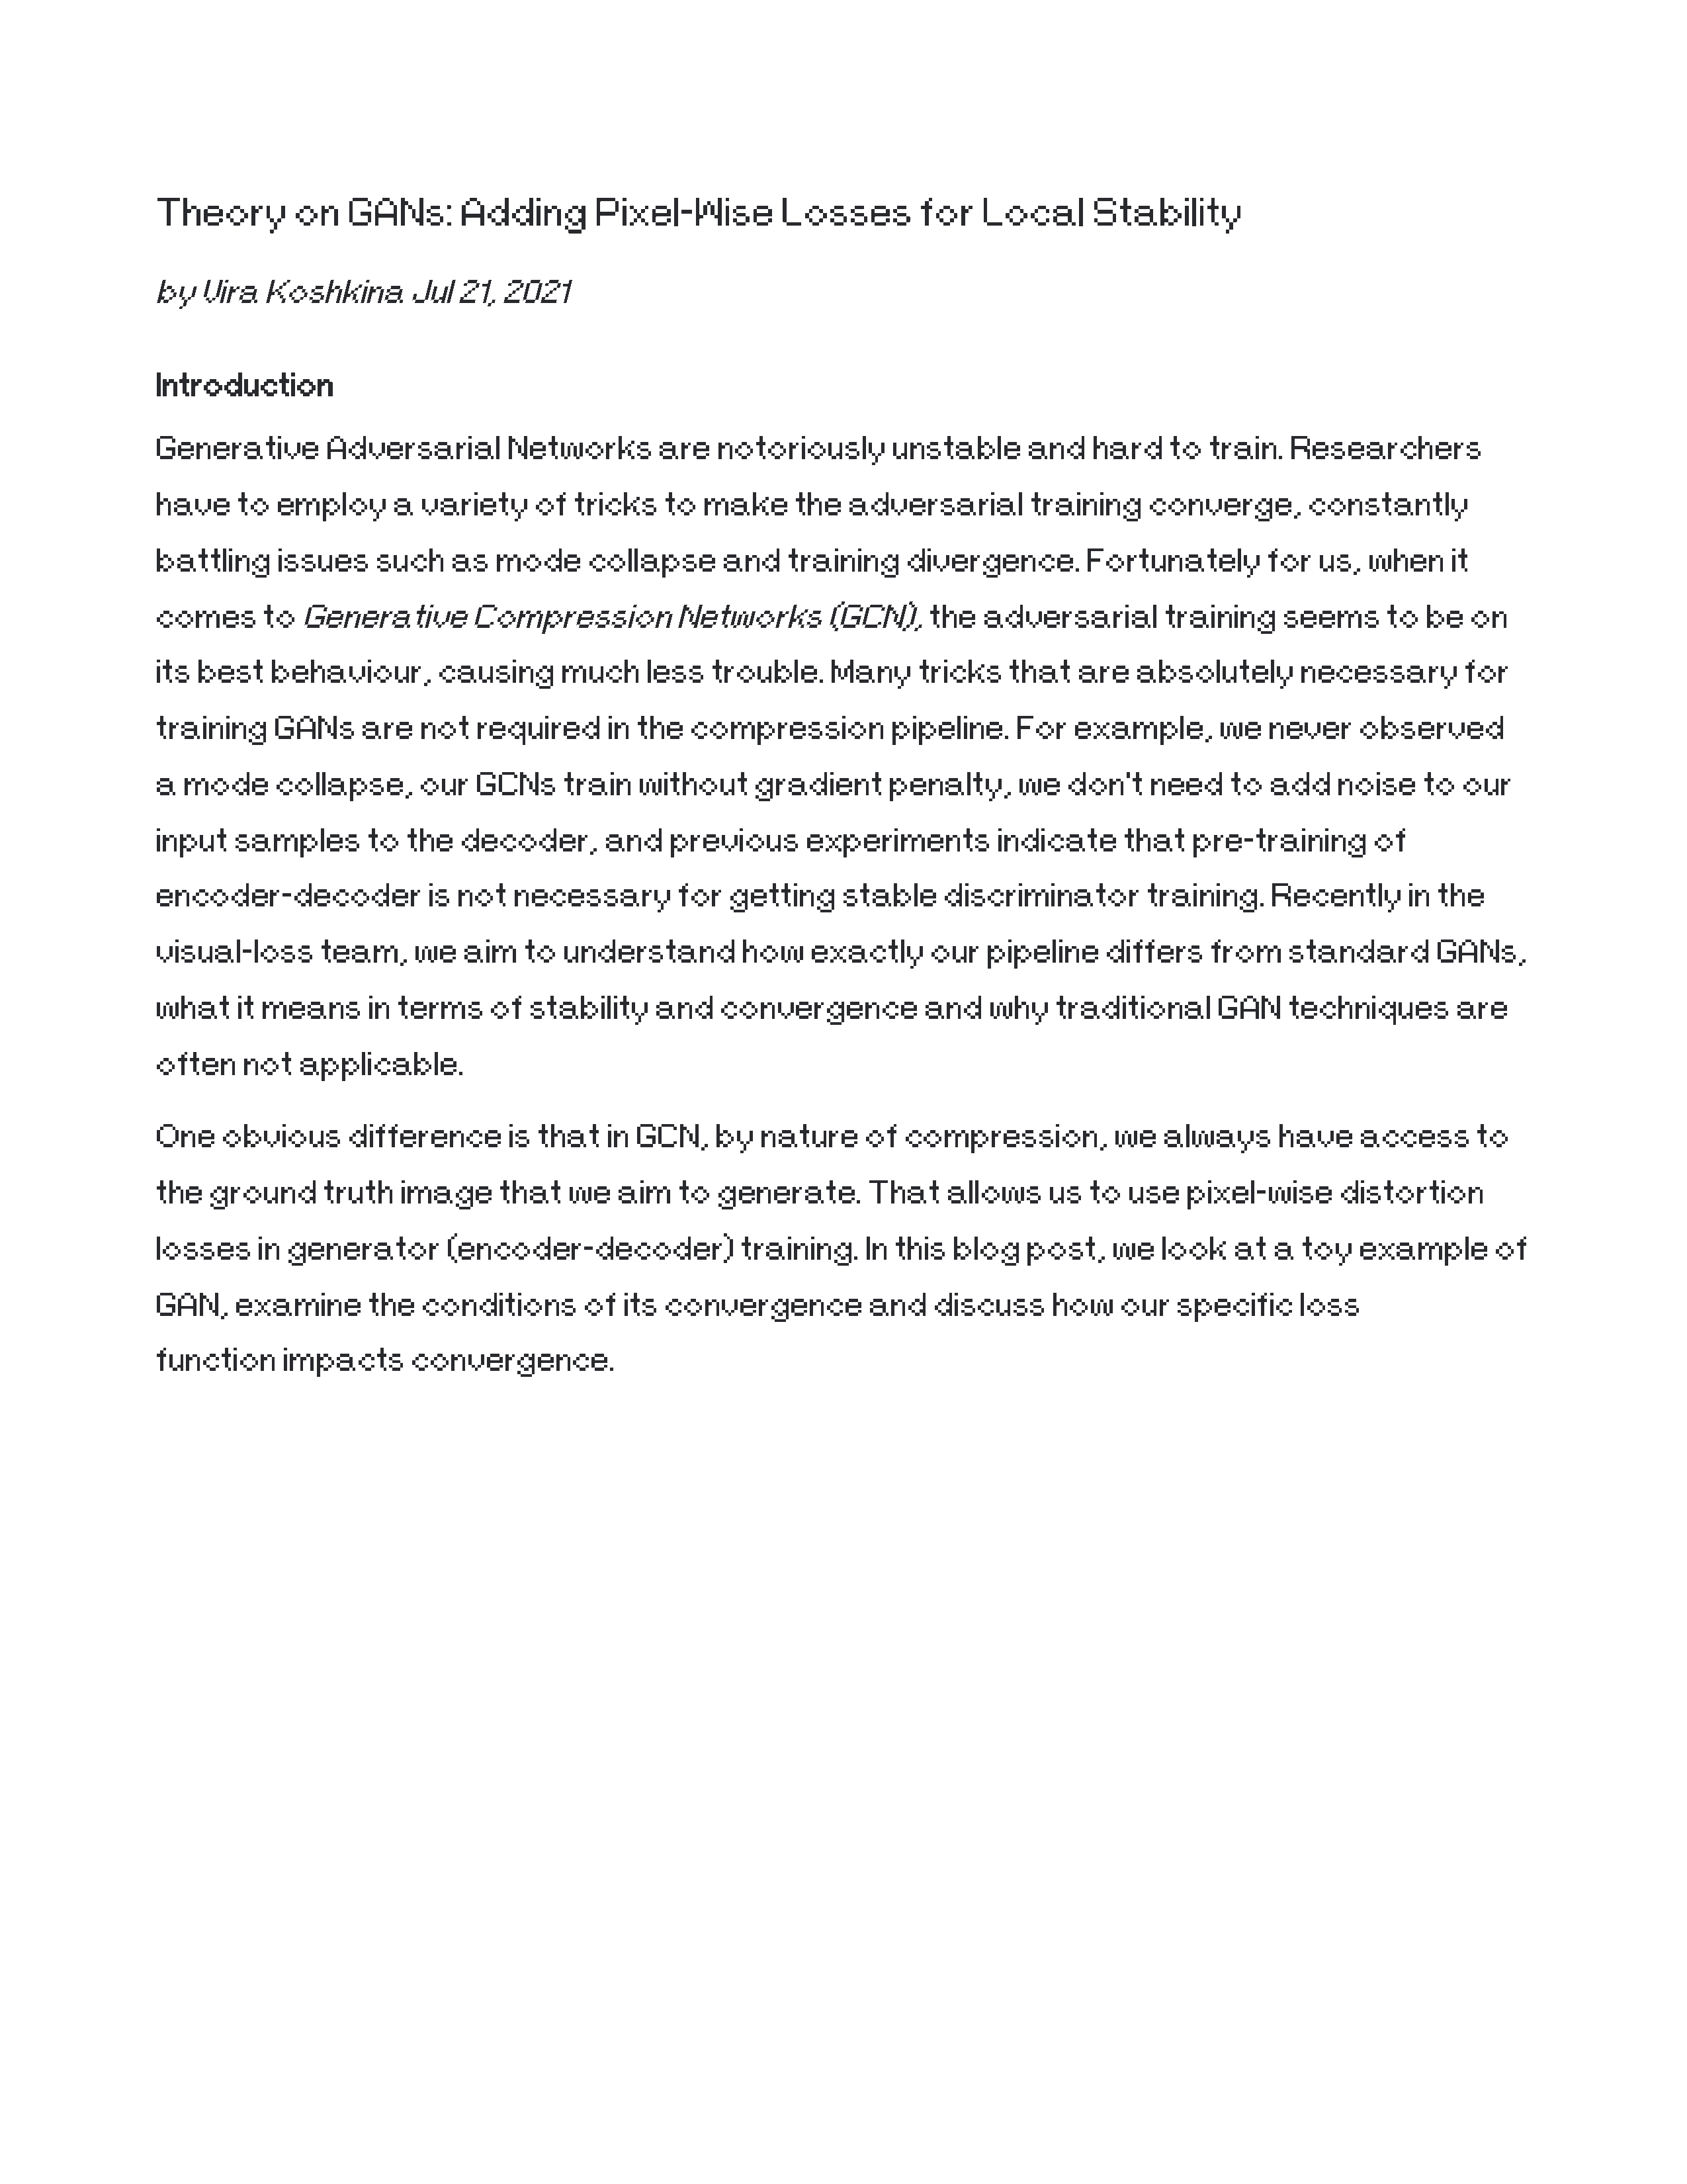 Theory on GANs: Adding Pixel-Wise Losses for Local Stability
by Vira Koshkina Jul 21, 2021
Introduction
Generative Adversarial Networks are notoriously unstable and hard to train. Researchers
have to employ a variety of tricks to make the adversarial training converge, constantly
battling issues such as mode collapse and training divergence. Fortunately for us, when it
comes to Generative Compression Networks (GCN), the adversarial training seems to be on
its best behaviour, causing much less trouble. Many tricks that are absolutely necessary for
training GANs are not required in the compression pipeline. For example, we never observed
a mode collapse, our GCNs train without gradient penalty, we don't need to add noise to our
input samples to the decoder, and previous experiments indicate that pre-training of
encoder-decoder is not necessary for getting stable discriminator training. Recently in the
visual-loss team, we aim to understand how exactly our pipeline differs from standard GANs,
what it means in terms of stability and convergence and why traditional GAN techniques are
often not applicable.
One obvious difference is that in GCN, by nature of compression, we always have access to
the ground truth image that we aim to generate. That allows us to use pixel-wise distortion
losses in generator (encoder-decoder) training. In this blog post, we look at a toy example of
GAN, examine the conditions of its convergence and discuss how our specific loss
function impacts convergence.